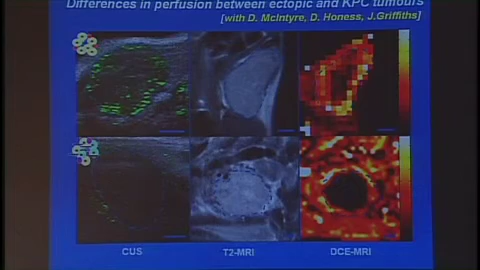 Differences in perfusion between ectopic and KPC tumours
[with D. McIntyre, D. Honess, J.Griffiths]
CUS T2-MRI DCE-MRI